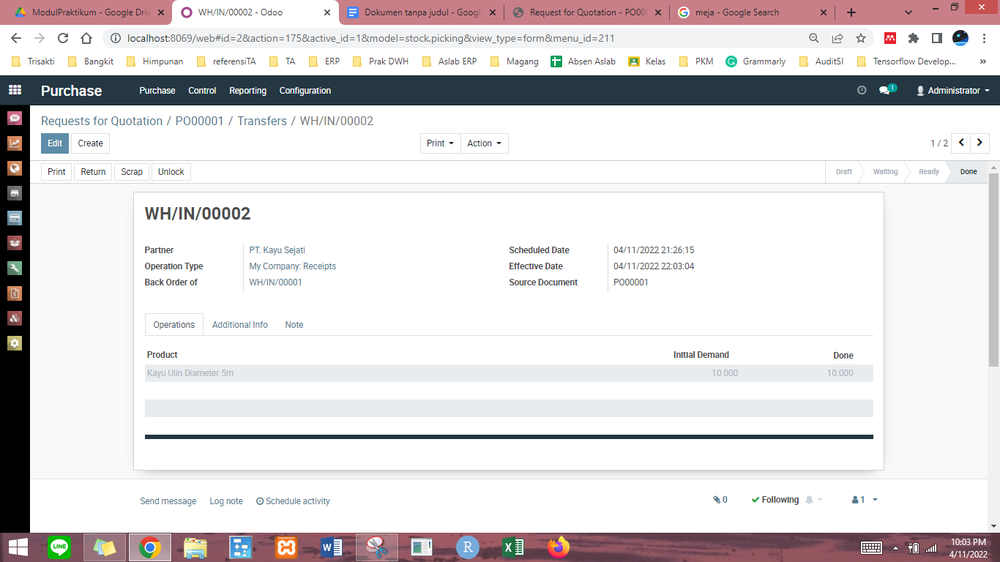 ModulPraktikum - Google Driv
WH/IN/00002 - Odoo
Dokumen tanpa judul - Google
Request for Quotation - PO000
meja - Google Search
localhost:8069/web#id=2&action=175&active_id=1&model=stock.picking&view_type=form&menu_id=211
Trisakti Bangkit Himpunan referensiTA TA ERP Prak DWH Aslab ERP Magang Absen Aslab Kelas PKM Grammarly AuditSI Tensorflow Develop... »
Purchase Purchase Control Reporting Configuration 1 Administrator
Requests for Quotation / PO00001 / Transfers / WH/IN/00002
Edit Create Print Action 1 / 2
Print Return Scrap Unlock Draft Waiting Ready Done
WH/IN/00002
Partner PT. Kayu Sejati Scheduled Date 04/11/2022 21:26:15
Operation Type My Company: Receipts Effective Date 04/11/2022 22:03:04
Back Order of WH/IN/00001 Source Document PO00001
Operations Additional Info Note
Product Initial Demand Done
Kayu Ulin Diameter 5m 10.000 10.000
Send message Log note Schedule activity 0 Following 1
LINE W R X
10:03 PM
4/11/2022